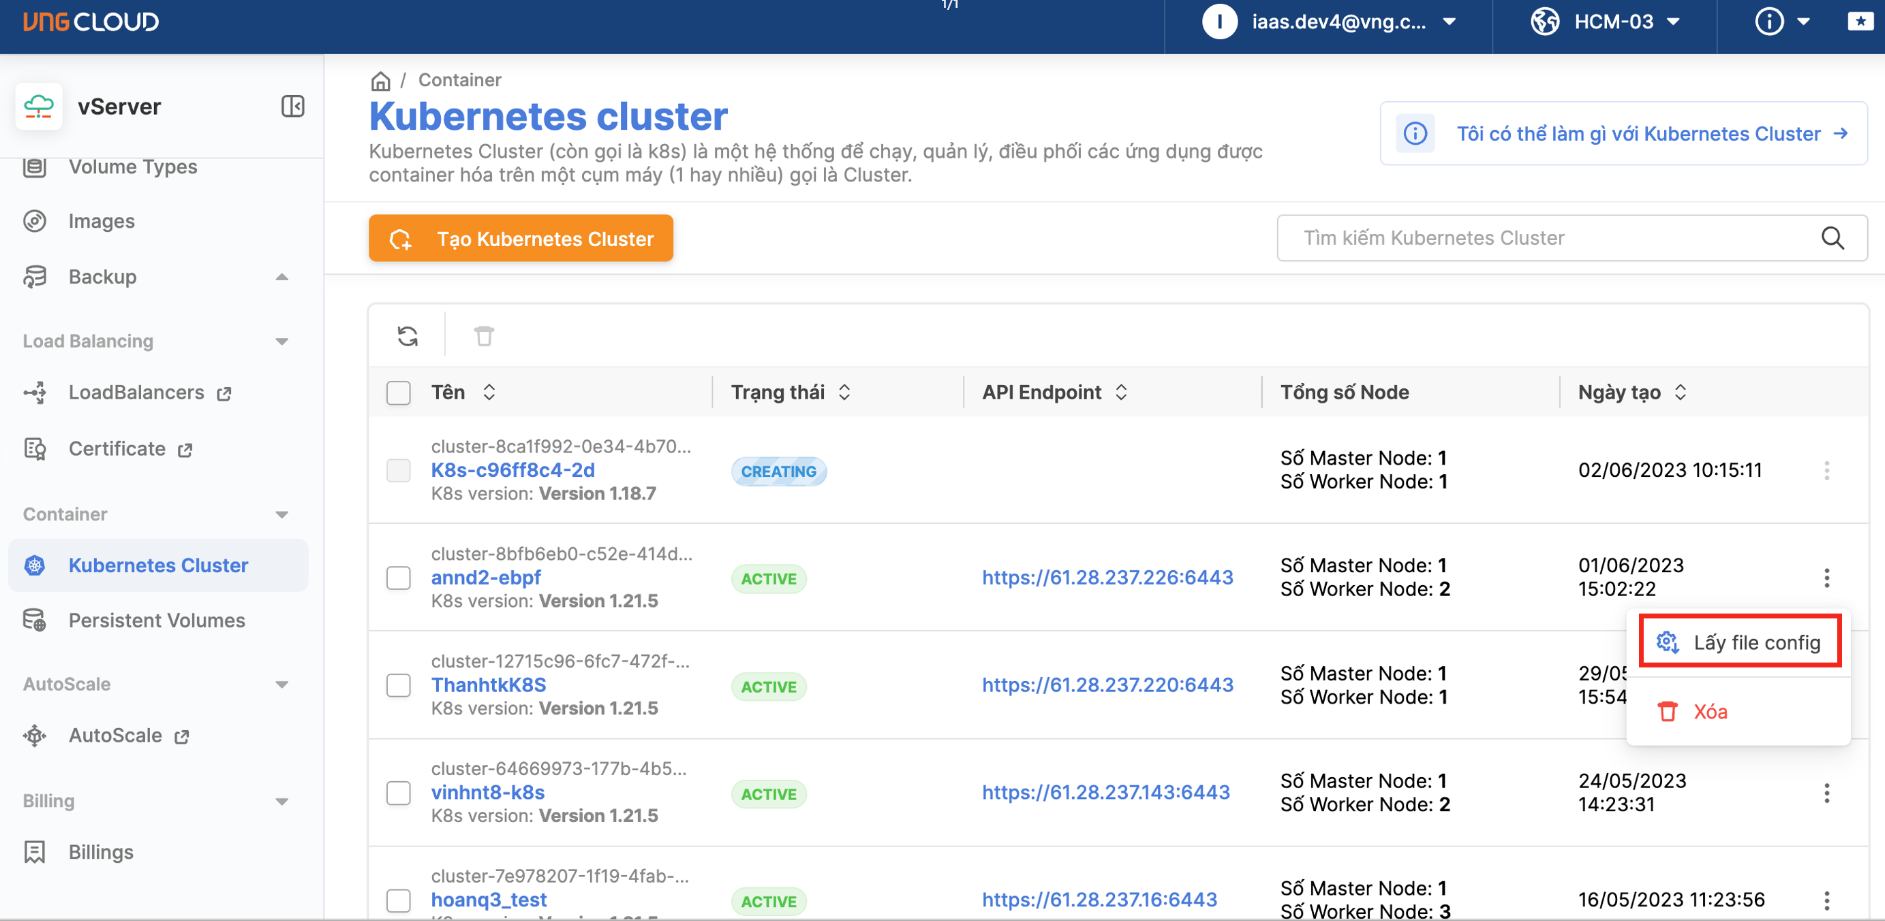 VNG CLOUD
1/1
I
iaas.dev4@vng.c...
HCM-03
vServer
Volume Types
Images
Backup
Load Balancing
LoadBalancers
Certificate
Container
Kubernetes Cluster
Persistent Volumes
AutoScale
AutoScale
Billing
Billings
/ Container
Kubernetes cluster
Kubernetes Cluster (còn gọi là k8s) là một hệ thống để chạy, quản lý, điều phối các ứng dụng được
container hóa trên một cụm máy (1 hay nhiều) gọi là Cluster.
Tôi có thể làm gì với Kubernetes Cluster →
Tạo Kubernetes Cluster
Tìm kiếm Kubernetes Cluster
Tên
Trạng thái
API Endpoint
Tổng số Node
Ngày tạo
cluster-8ca1f992-0e34-4b70...
K8s-c96ff8c4-2d
K8s version: Version 1.18.7
CREATING
Số Master Node: 1
Số Worker Node: 1
02/06/2023 10:15:11
cluster-8bfb6eb0-c52e-414d...
annd2-ebpf
K8s version: Version 1.21.5
ACTIVE
https://61.28.237.226:6443
Số Master Node: 1
Số Worker Node: 2
01/06/2023
15:02:22
Lấy file config
Xóa
cluster-12715c96-6fc7-472f-...
ThanhtkK8S
K8s version: Version 1.21.5
ACTIVE
https://61.28.237.220:6443
Số Master Node: 1
Số Worker Node: 1
29/05
15:54
cluster-64669973-177b-4b5...
vinhnt8-k8s
K8s version: Version 1.21.5
ACTIVE
https://61.28.237.143:6443
Số Master Node: 1
Số Worker Node: 2
24/05/2023
14:23:31
cluster-7e978207-1f19-4fab-...
hoanq3_test
ACTIVE
https://61.28.237.16:6443
Số Master Node: 1
Số Worker Node: 3
16/05/2023 11:23:56